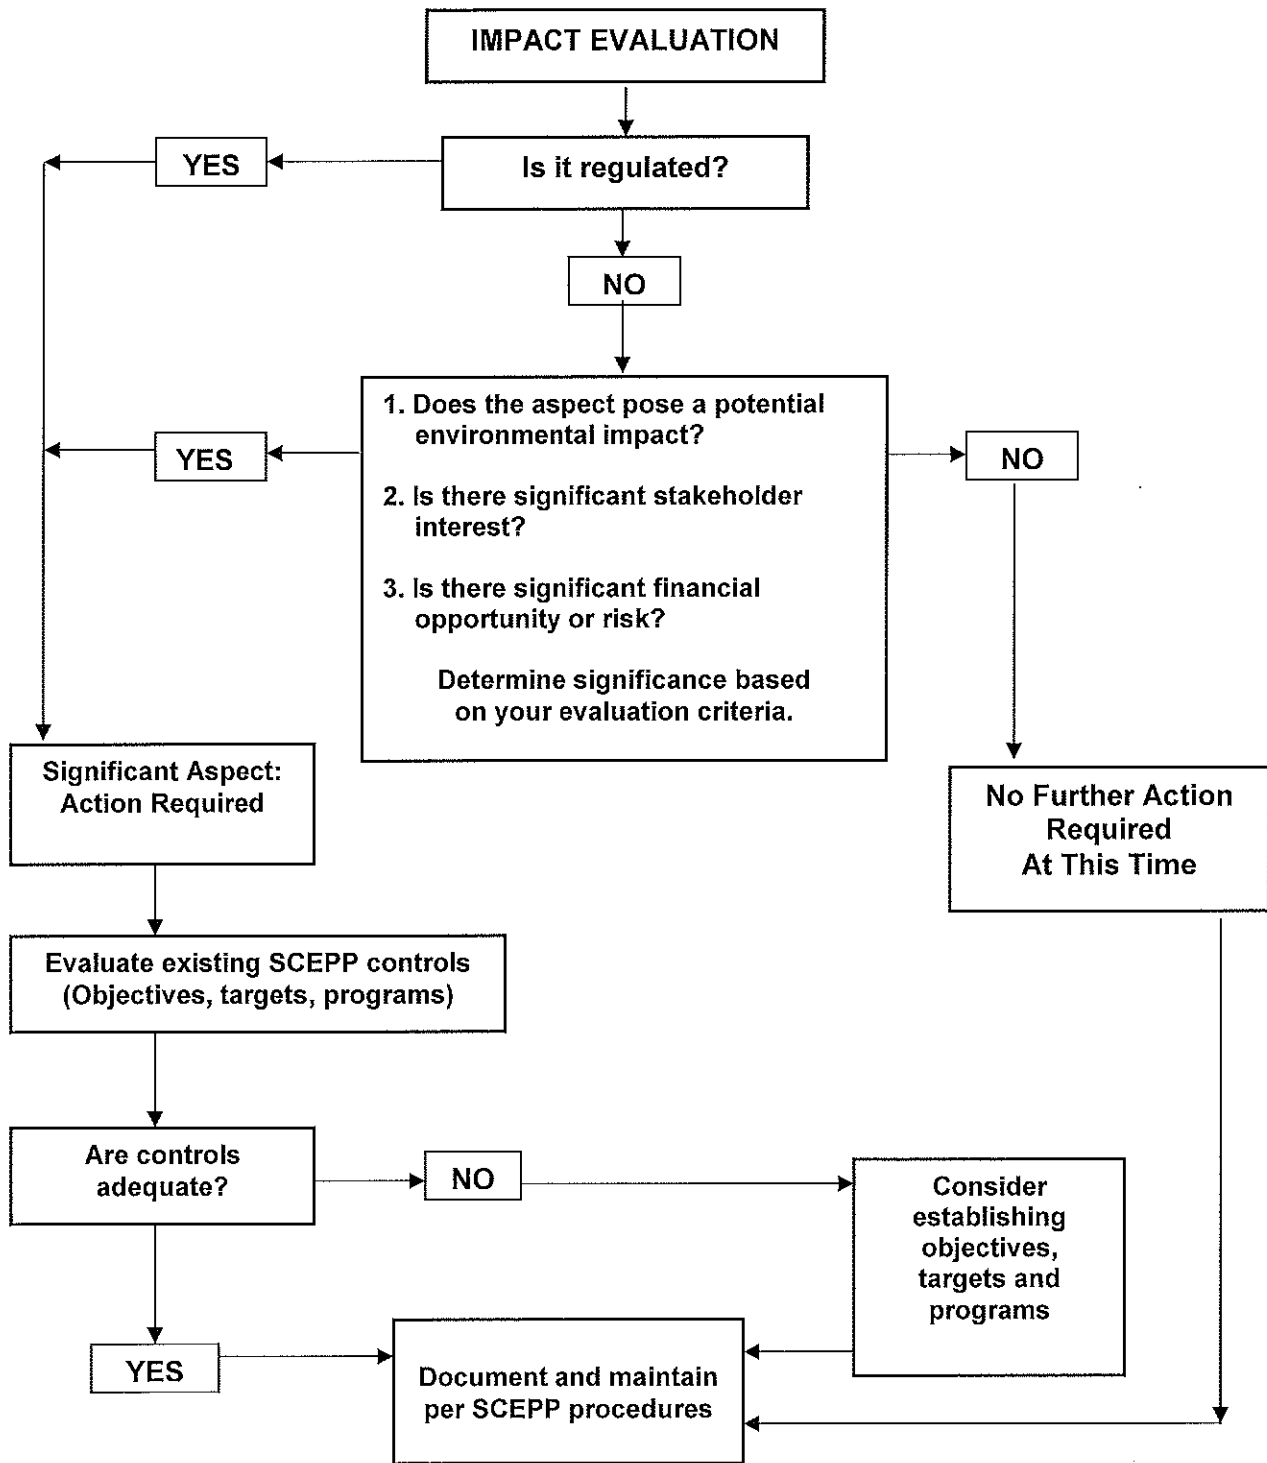 IMPACT EVALUATION
YES
Is it regulated?
NO
1. Does the aspect pose a potential
environmental impact?
2. Is there significant stakeholder
interest?
3. Is there significant financial
opportunity or risk?
Determine significance based
on your evaluation criteria.
YES
NO
Significant Aspect:
Action Required
No Further Action
Required
At This Time
Evaluate existing SCEPP controls
(Objectives, targets, programs)
Are controls
adequate?
NO
Consider
establishing
objectives,
targets and
programs
YES
Document and maintain
per SCEPP procedures